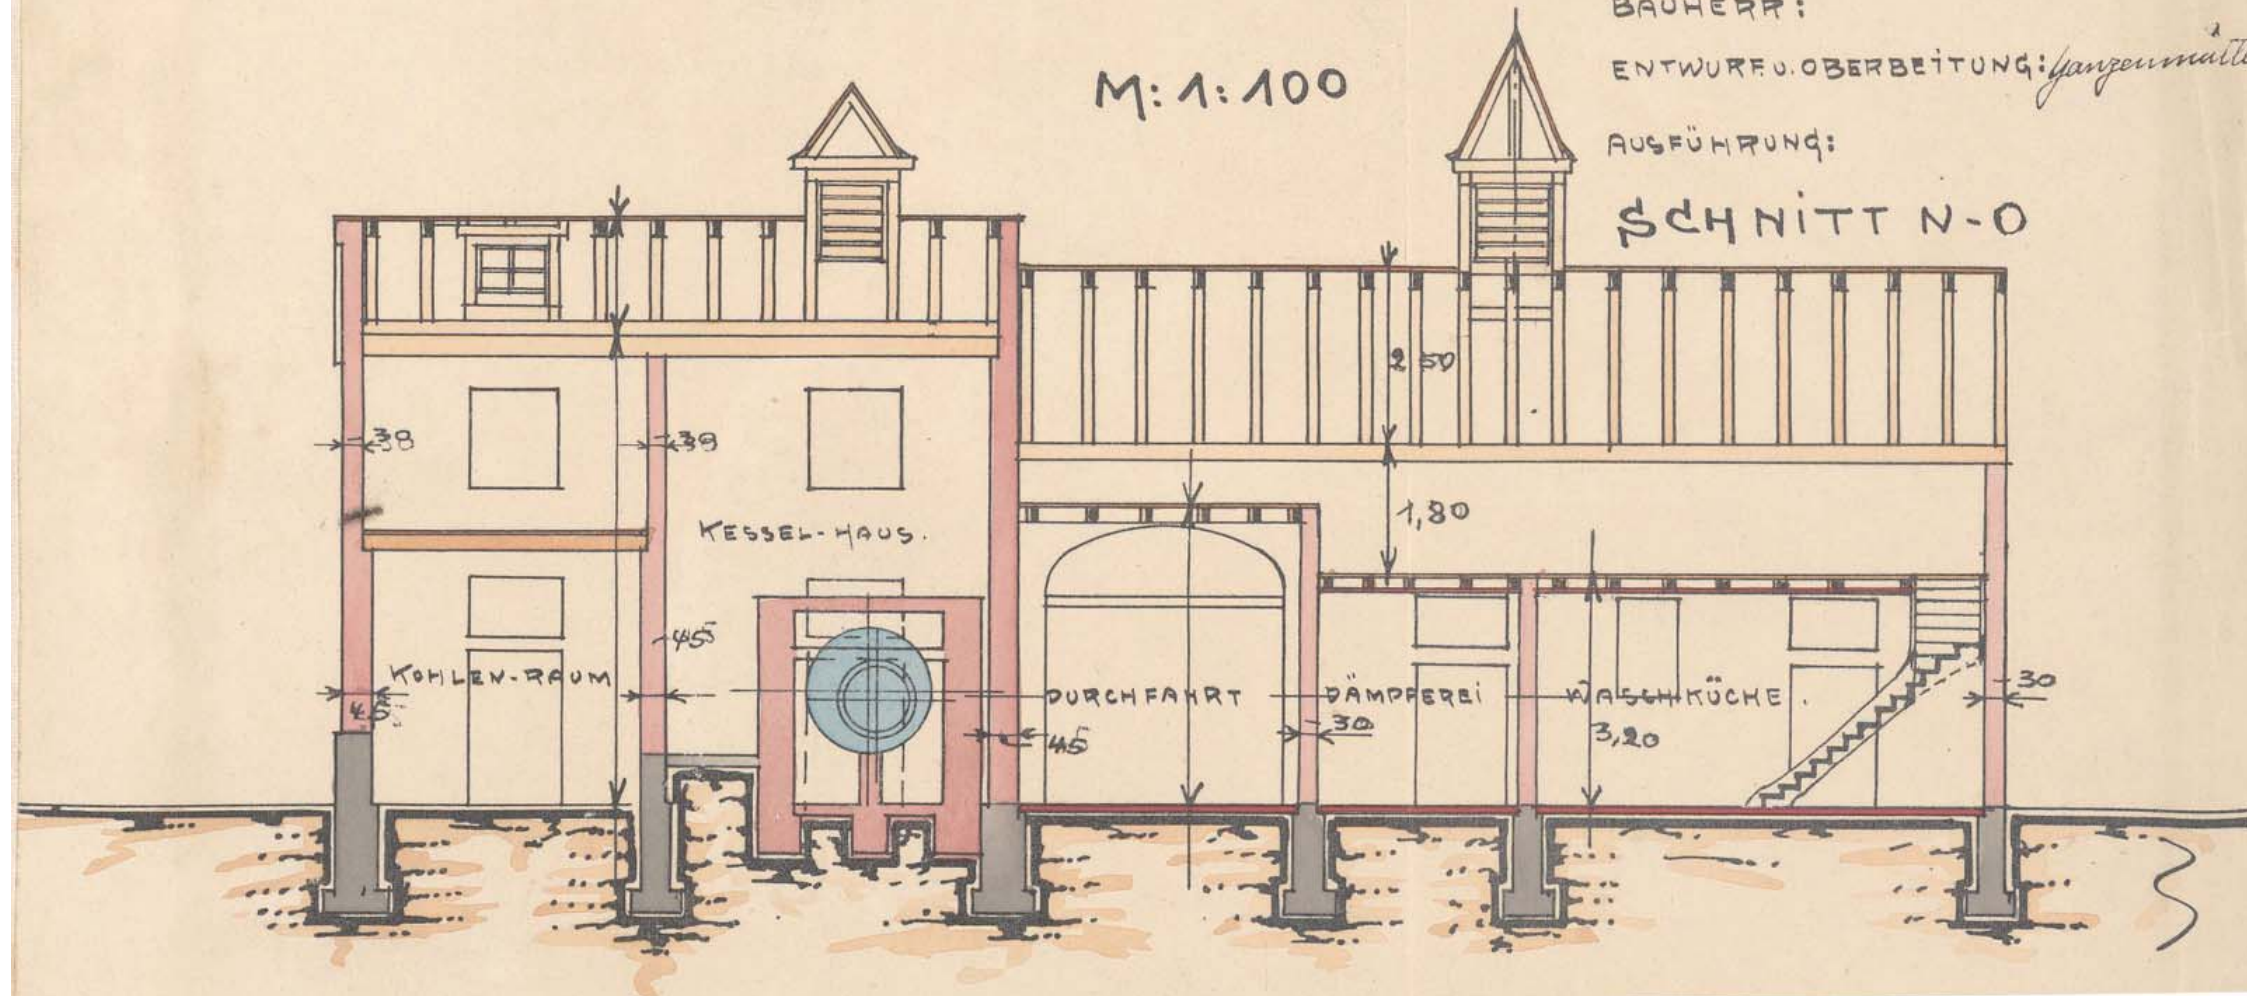 BAUHERR:
ENTWURF U. OBERBEITUNG:
M: 1:100
AUSFÜHRUNG:
SCHNITT N-O
2 50
38
38
1,80
KESSEL-HAUS.
45
KOHLEN-RAUM
DURCHFAHRT
DÄMPFEREI
WASCHKÜCHE.
30
45
30
45
3,20